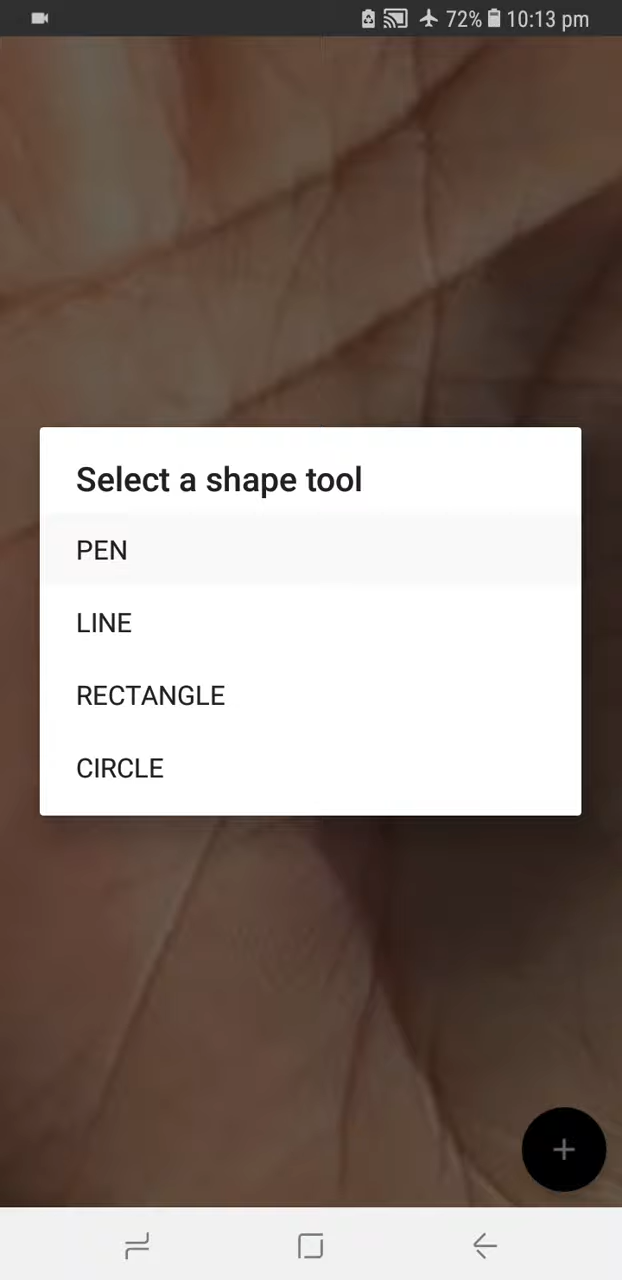 72% 10:13 pm
Select a shape tool
PEN
LINE
RECTANGLE
CIRCLE